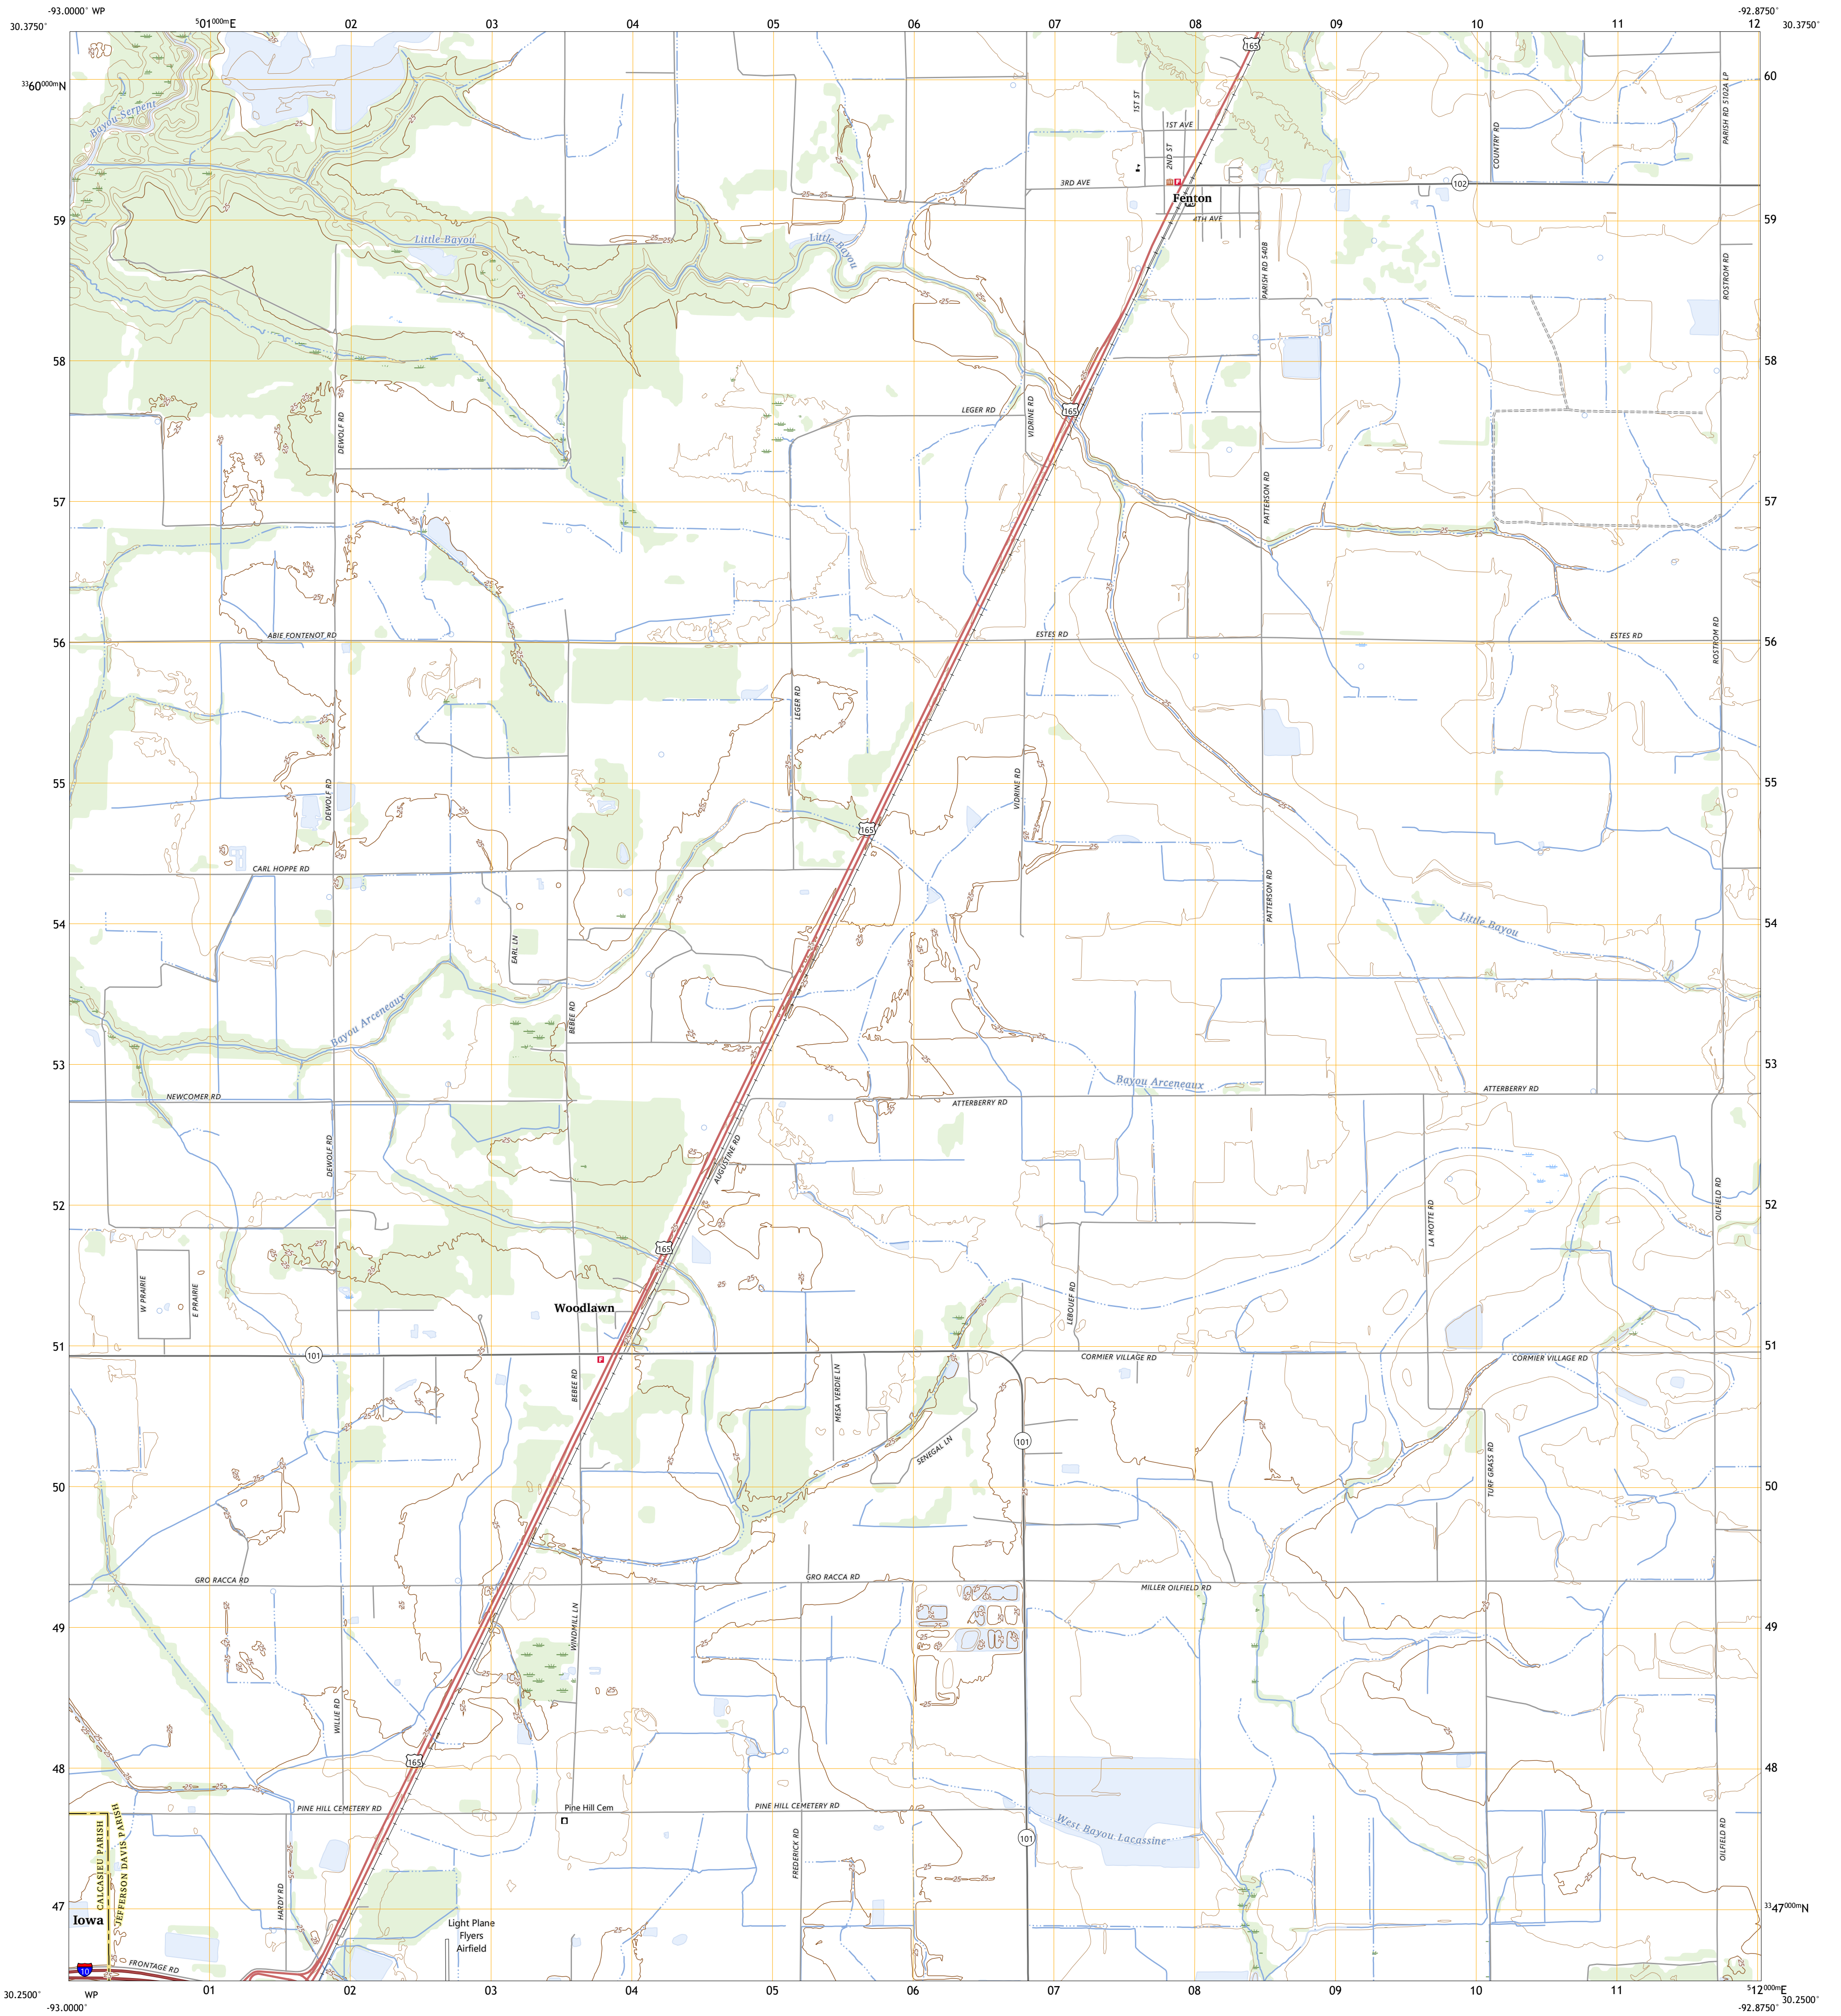 -93.0000° WP
-92.8750°
30.3750°
⁵01⁰⁰⁰ᵐE
02
03
04
05
06
07
08
09
10
11
12
30.3750°
³³60⁰⁰⁰ᵐN
60
165
1ST ST
1ST AVE
2ND ST
COUNTRY RD
PARISH RD 5102A LP
Bayou Serpent
3RD AVE
102
Fenton
4TH AVE
59
59
Little Bayou
Little Bayou
PARISH RD 540B
ROSTROM RD
58
58
DEWOLF RD
LEGER RD
VIDRINE RD
165
PATTERSON RD
57
57
ABIE FONTENOT RD
ESTES RD
ESTES RD
ROSTROM RD
56
56
LEGER RD
DEWOLF RD
VIDRINE RD
55
55
165
CARL HOPPE RD
PATTERSON RD
54
54
Little Bayou
EARL LN
Bayou Arceneaux
BEBEE RD
53
53
Bayou Arceneaux
NEWCOMER RD
ATTERBERRY RD
ATTERBERRY RD
DEWOLF RD
AUGUSTINE RD
52
52
LA MOTTE RD
OILFIELD RD
165
W PRAIRIE
E PRAIRIE
Woodlawn
LEBOUEF RD
51
51
101
CORMIER VILLAGE RD
CORMIER VILLAGE RD
BEBEE RD
MESA VERDIE LN
SENEGAL LN
101
TURF GRASS RD
50
50
GRO RACCA RD
GRO RACCA RD
MILLER OILFIELD RD
49
49
WINDMILL LN
WILLIE RD
165
48
48
PINE HILL CEMETERY RD
Pine Hill Cem
PINE HILL CEMETERY RD
West Bayou Lacassine
101
CALCASIEU PARISH
JEFFERSON DAVIS PARISH
FREDERICK RD
OILFIELD RD
HARDY RD
47
³³47⁰⁰⁰ᵐN
Iowa
Light Plane
Flyers
Airfield
10
FRONTAGE RD
30.2500°
WP
01
02
03
04
05
06
07
08
09
10
11
⁵12⁰⁰⁰ᵐE
30.2500°
-93.0000°
-92.8750°